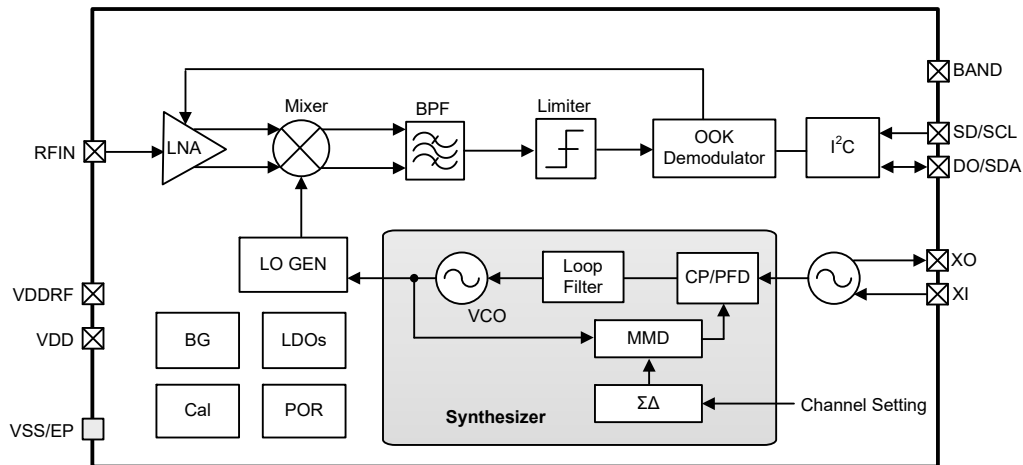 BAND
Mixer
BPF
Limiter
RFIN
LNA
OOK
Demodulator
I²C
SD/SCL
DO/SDA
LO GEN
Loop
Filter
CP/PFD
XO
XI
VCO
VDDRF
VDD
BG
LDOs
MMD
Cal
POR
Synthesizer
ΣΔ
Channel Setting
VSS/EP